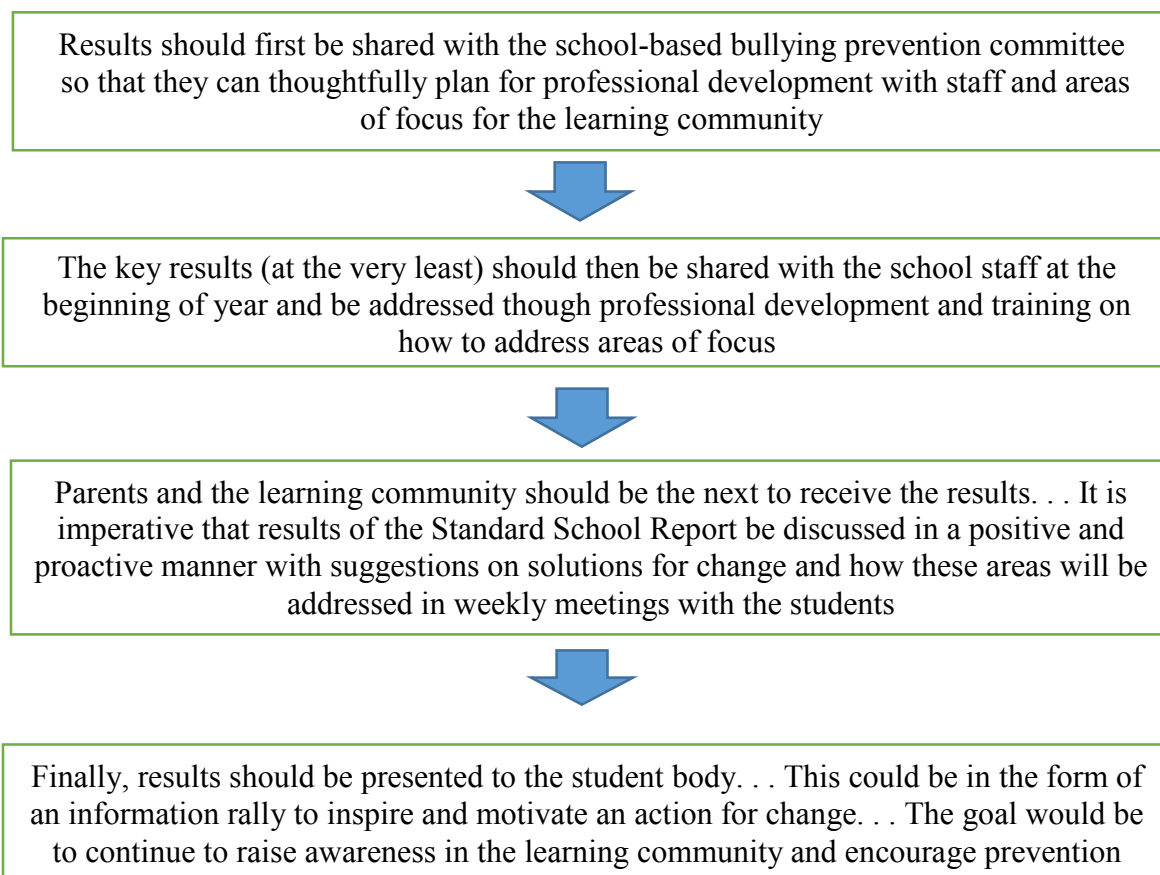 Results should first be shared with the school-based bullying prevention committee
so that they can thoughtfully plan for professional development with staff and areas
of focus for the learning community
The key results (at the very least) should then be shared with the school staff at the
beginning of year and be addressed though professional development and training on
how to address areas of focus
Parents and the learning community should be the next to receive the results. . . It is
imperative that results of the Standard School Report be discussed in a positive and
proactive manner with suggestions on solutions for change and how these areas will be
addressed in weekly meetings with the students
Finally, results should be presented to the student body. . . This could be in the form of
an information rally to inspire and motivate an action for change. . . The goal would be
to continue to raise awareness in the learning community and encourage prevention